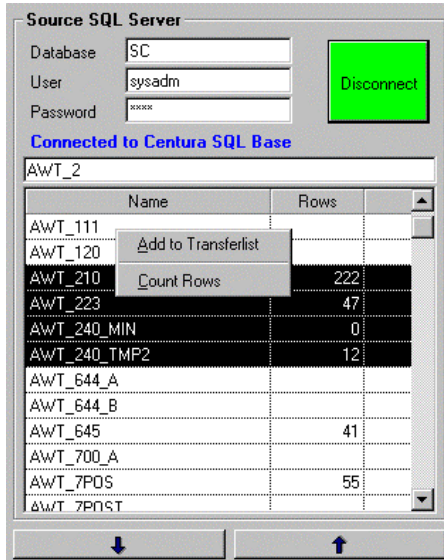 Source SQL Server
Database SC
User sysadm
Disconnect
Password ××××
Connected to Centura SQL Base
AWT_2
Name Rows
AWT_111
Add to Transferlist
AWT_120
Count Rows
AWT_210 222
AWT_223 47
AWT_240_MIN 0
AWT_240_TMP2 12
AWT_644_A
AWT_644_B
AWT_645 41
AWT_700_A
AWT_7POS 55
AWT_7POST